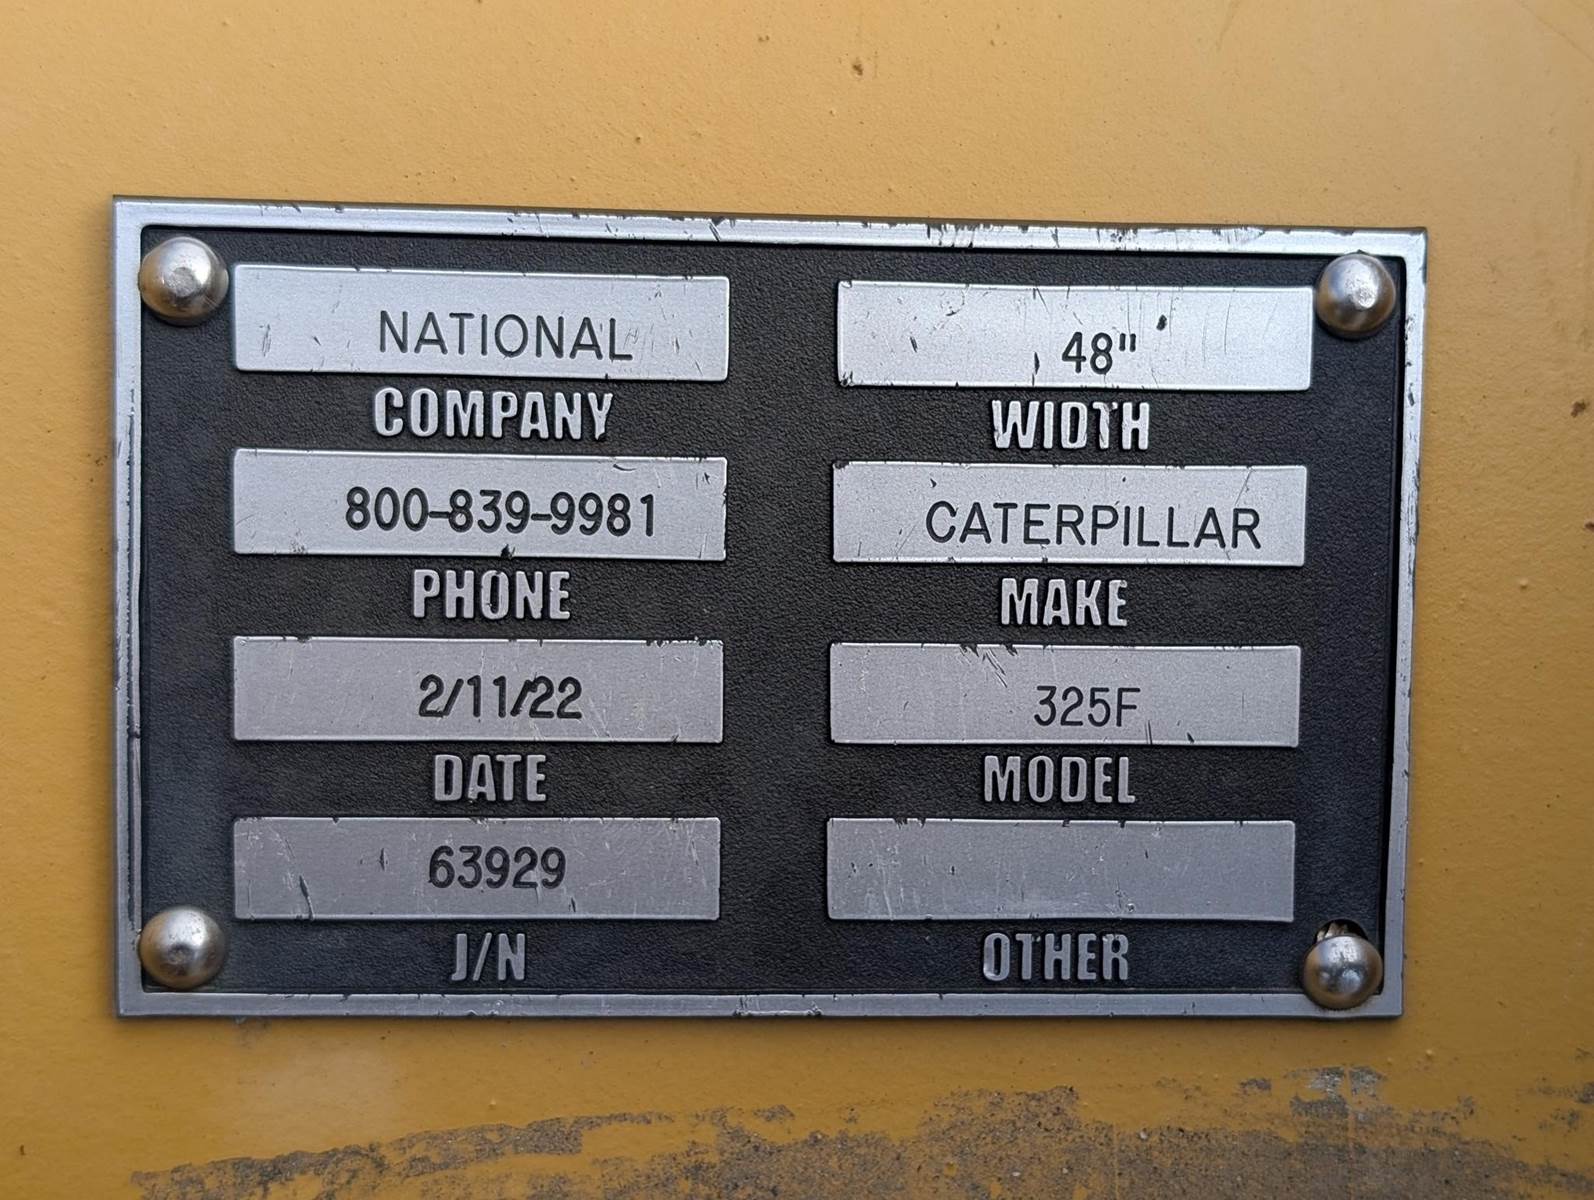 NATIONAL
COMPANY
800-839-9981
PHONE
2/11/22
DATE
63929
J/N
48"
WIDTH
CATERPILLAR
MAKE
325F
MODEL
OTHER